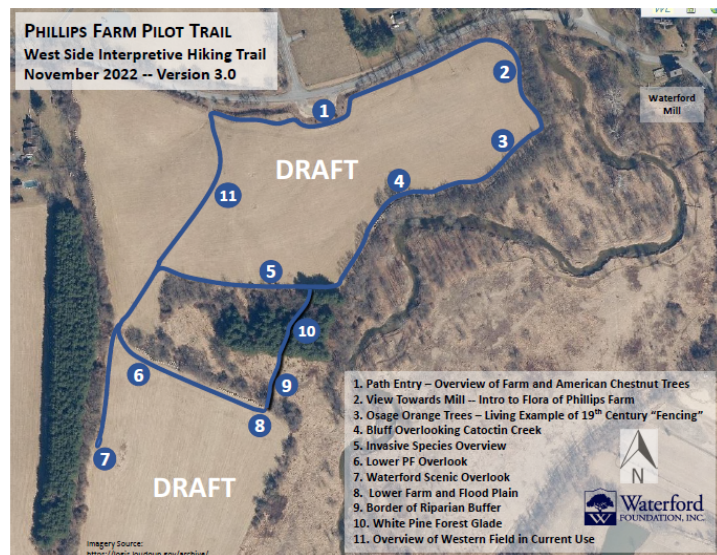 PHILLIPS FARM PILOT TRAIL
West Side Interpretive Hiking Trail
November 2022 -- Version 3.0
WL
Waterford
Mill
1
2
3
DRAFT
4
11
5
10
6
9
8
7
DRAFT
1. Path Entry – Overview of Farm and American Chestnut Trees
2. View Towards Mill -- Intro to Flora of Phillips Farm
3. Osage Orange Trees – Living Example of 19th Century “Fencing”
4. Bluff Overlooking Catoctin Creek
5. Invasive Species Overview
6. Lower PF Overlook
7. Waterford Scenic Overlook
8. Lower Farm and Flood Plain
9. Border of Riparian Buffer
10. White Pine Forest Glade
11. Overview of Western Field in Current Use
N
W
Waterford
FOUNDATION, INC.
Imagery Source: